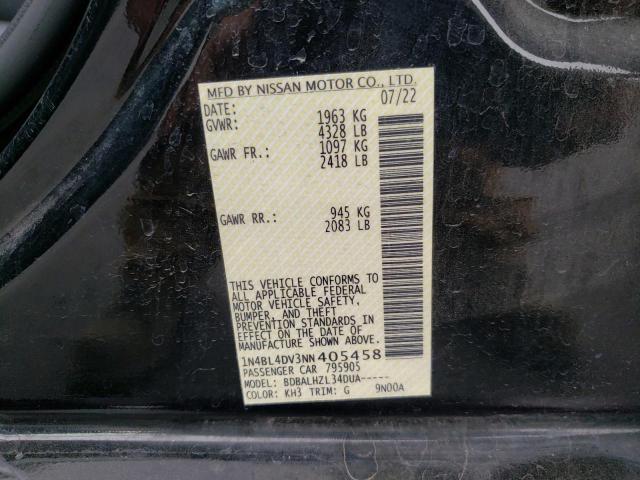 MFD BY NISSAN MOTOR CO., LTD.
DATE: 07/22
GVWR: 1963 KG
4328 LB
GAWR FR.: 1097 KG
2418 LB
GAWR RR.: 945 KG
2083 LB
THIS VEHICLE CONFORMS TO
ALL APPLICABLE FEDERAL
MOTOR VEHICLE SAFETY,
BUMPER, AND THEFT
PREVENTION STANDARDS IN
EFFECT ON THE DATE OF
MANUFACTURE SHOWN ABOVE.
1N4BL4DV3NN405458
PASSENGER CAR 795905
MODEL: BDBALHZL34DUA-----
COLOR: KH3 TRIM: G 9N00A